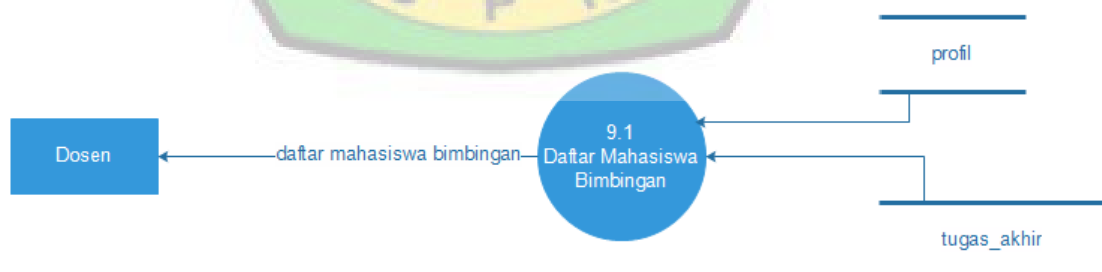 profil
9.1
Dosen
daftar mahasiswa bimbingan
Daftar Mahasiswa
Bimbingan
tugas_akhir